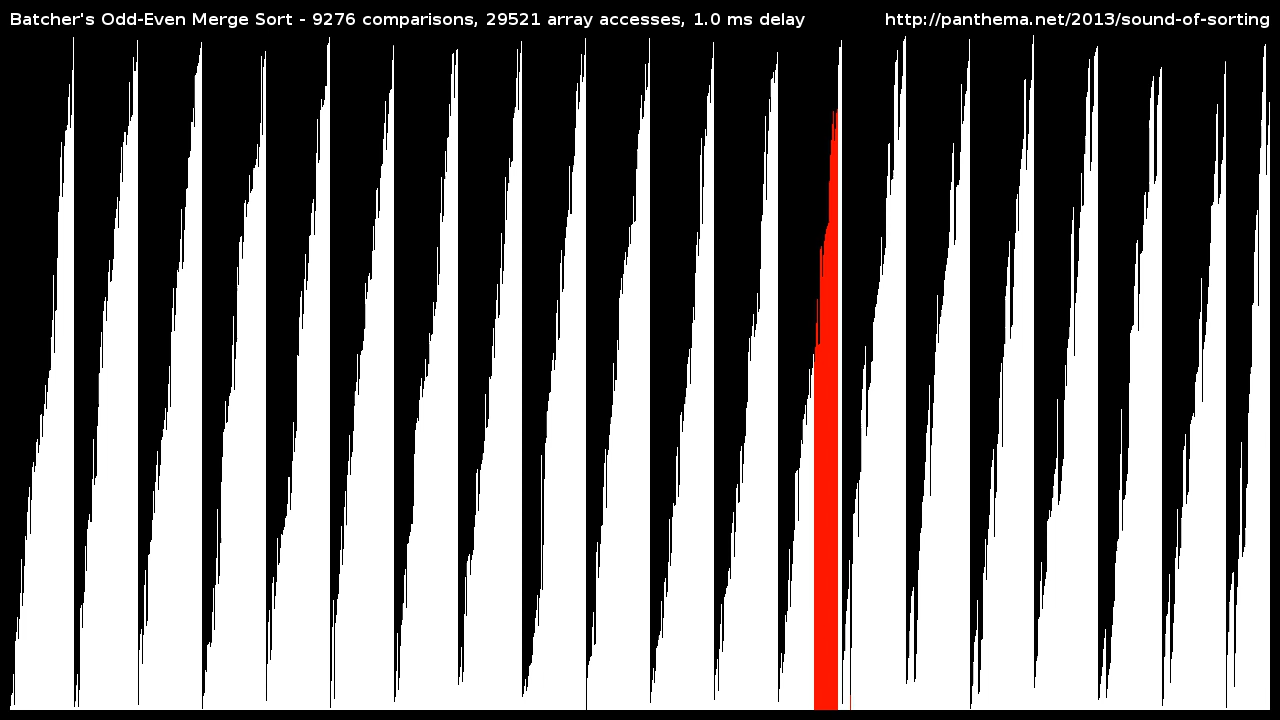 Batcher's Odd-Even Merge Sort - 9276 comparisons, 29521 array accesses, 1.0 ms delay http://panthema.net/2013/sound-of-sorting